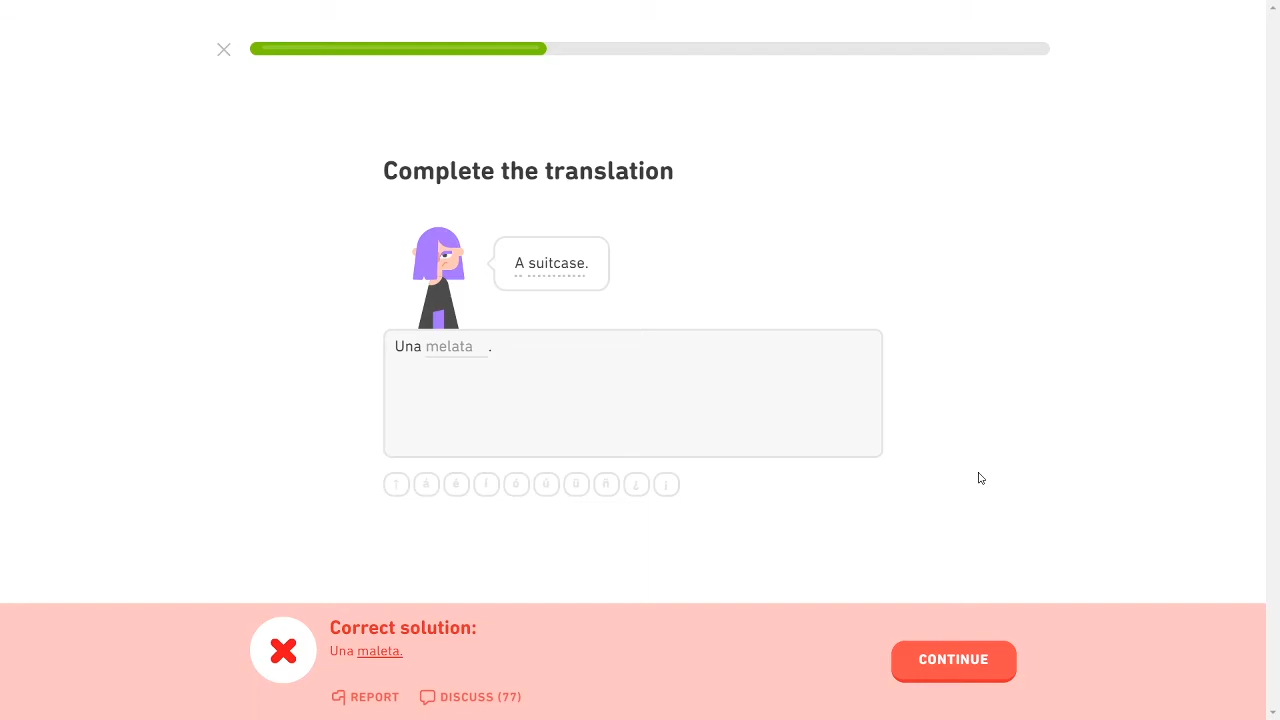 Complete the translation
A suitcase.
Una melata .
↑ á é í ó ú ü ñ ¿ ¡
Correct solution:
Una maleta.
CONTINUE
REPORT DISCUSS (77)